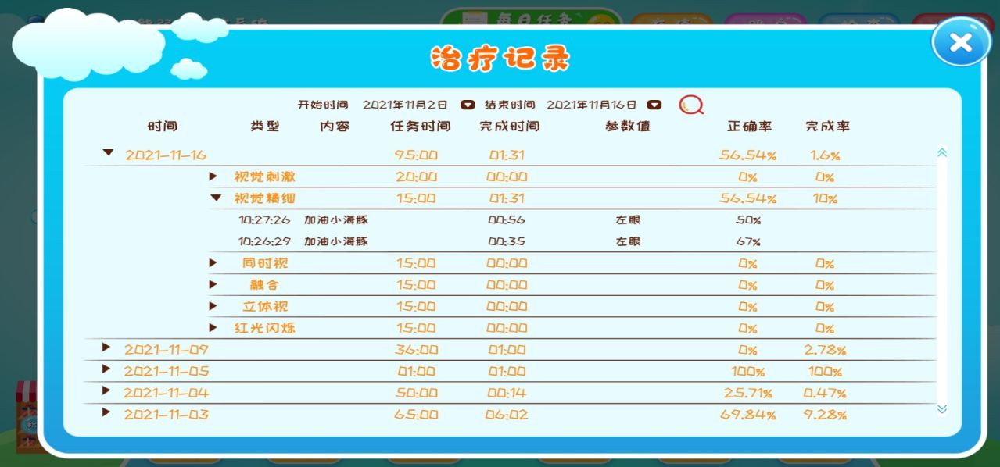 每日任务
治疗记录
开始时间 2021年11月2日 结束时间 2021年11月16日
时间 类型 内容 任务时间 完成时间 参数值 正确率 完成率
2021-11-16 95:00 01:31 56.54% 1.6%
视觉刺激 20:00 00:00 0% 0%
视觉精细 15:00 01:31 56.54% 10%
10:27:26 加油小海豚 00:56 左眼 50%
10:26:29 加油小海豚 00:35 左眼 67%
同时视 15:00 00:00 0% 0%
融合 15:00 00:00 0% 0%
立体视 15:00 00:00 0% 0%
红光闪烁 15:00 00:00 0% 0%
2021-11-09 36:00 01:00 0% 2.78%
2021-11-05 01:00 01:00 100% 100%
2021-11-04 50:00 00:14 25.71% 0.47%
2021-11-03 65:00 06:02 69.84% 9.28%